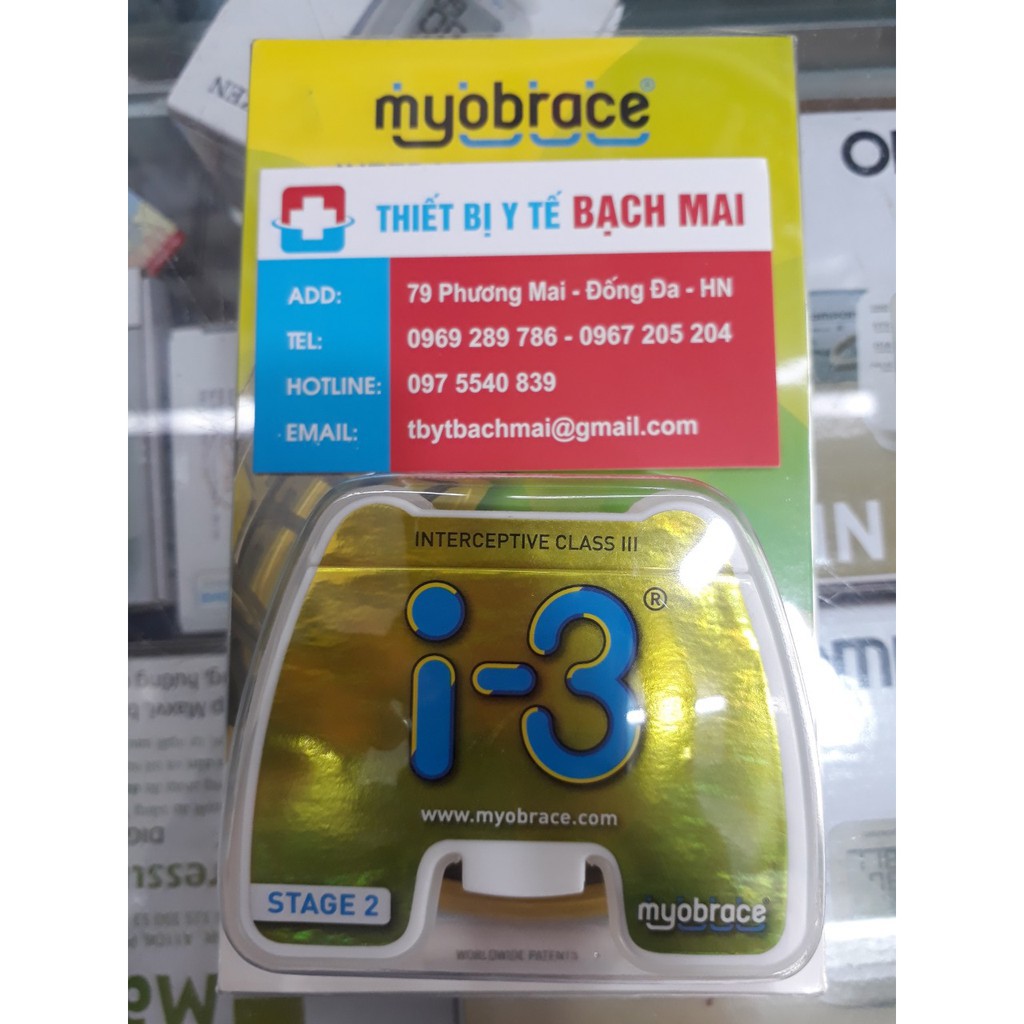 myobrace®
THIẾT BỊ Y TẾ BẠCH MAI
ADD: 79 Phương Mai - Đống Đa - HN
TEL: 0969 289 786 - 0967 205 204
HOTLINE: 097 5540 839
EMAIL: tbytbachmai@gmail.com
INTERCEPTIVE CLASS III
i-3®
www.myobrace.com
STAGE 2
myobrace
WORLDWIDE PATENTS